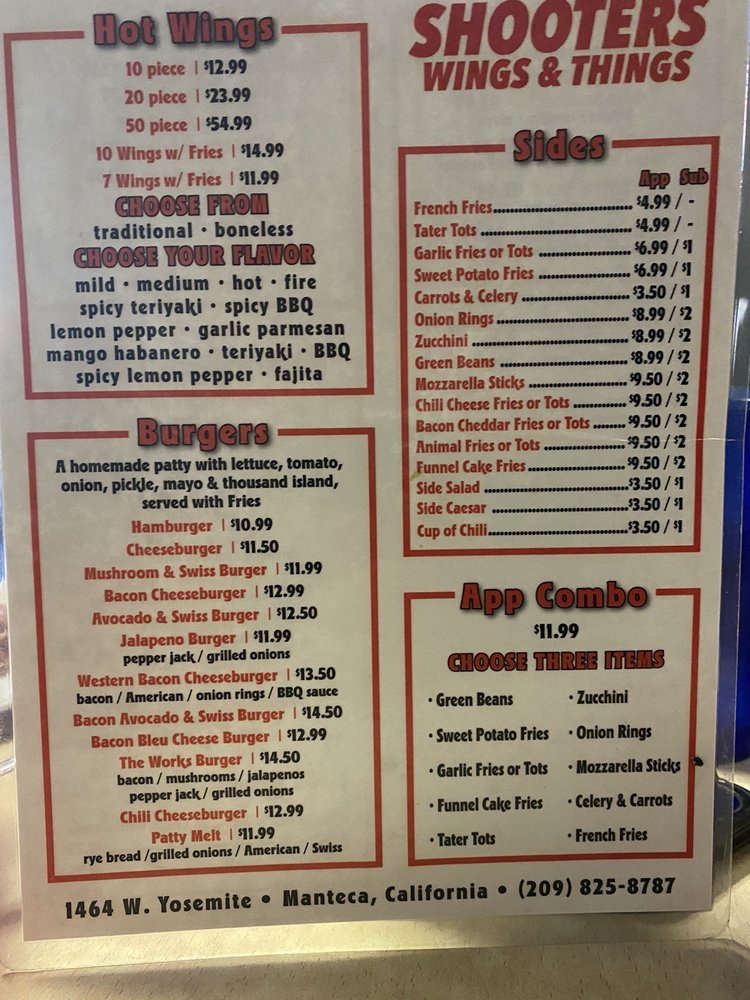 Hot Wings
10 piece | $12.99
20 piece | $23.99
50 piece | $54.99
10 Wings w/ Fries | $14.99
7 Wings w/ Fries | $11.99
CHOOSE FROM
traditional • boneless
CHOOSE YOUR FLAVOR
mild • medium • hot • fire
spicy teriyaki • spicy BBQ
lemon pepper • garlic parmesan
mango habanero • teriyaki • BBQ
spicy lemon pepper • fajita
Burgers
A homemade patty with lettuce, tomato,
onion, pickle, mayo & thousand island,
served with Fries
Hamburger | $10.99
Cheeseburger | $11.50
Mushroom & Swiss Burger | $11.99
Bacon Cheeseburger | $12.99
Avocado & Swiss Burger | $12.50
Jalapeno Burger | $11.99
pepper jack / grilled onions
Western Bacon Cheeseburger | $13.50
bacon / American / onion rings / BBQ sauce
Bacon Avocado & Swiss Burger | $14.50
Bacon Bleu Cheese Burger | $12.99
The Works Burger | $14.50
bacon / mushrooms / jalapenos
pepper jack / grilled onions
Chili Cheeseburger | $12.99
Patty Melt | $11.99
rye bread /grilled onions / American / Swiss
SHOOTERS
WINGS & THINGS
Sides
App Sub
French Fries........ $4.99 / -
Tater Tots ........ $4.99 / -
Garlic Fries or Tots ........ $6.99 / $1
Sweet Potato Fries ........ $6.99 / $1
Carrots & Celery ........ $3.50 / $1
Onion Rings........ $8.99 / $2
Zucchini ........ $8.99 / $2
Green Beans ........ $8.99 / $2
Mozzarella Sticks ........ $9.50 / $2
Chili Cheese Fries or Tots ........ $9.50 / $2
Bacon Cheddar Fries or Tots ........ $9.50 / $2
Animal Fries or Tots ........ $9.50 / $2
Funnel Cake Fries........ $9.50 / $2
Side Salad ........ $3.50 / $1
Side Caesar ........ $3.50 / $1
Cup of Chili........ $3.50 / $1
App Combo
$11.99
CHOOSE THREE ITEMS
• Green Beans • Zucchini
• Sweet Potato Fries • Onion Rings
• Garlic Fries or Tots • Mozzarella Sticks
• Funnel Cake Fries • Celery & Carrots
• Tater Tots • French Fries
1464 W. Yosemite • Manteca, California • (209) 825-8787